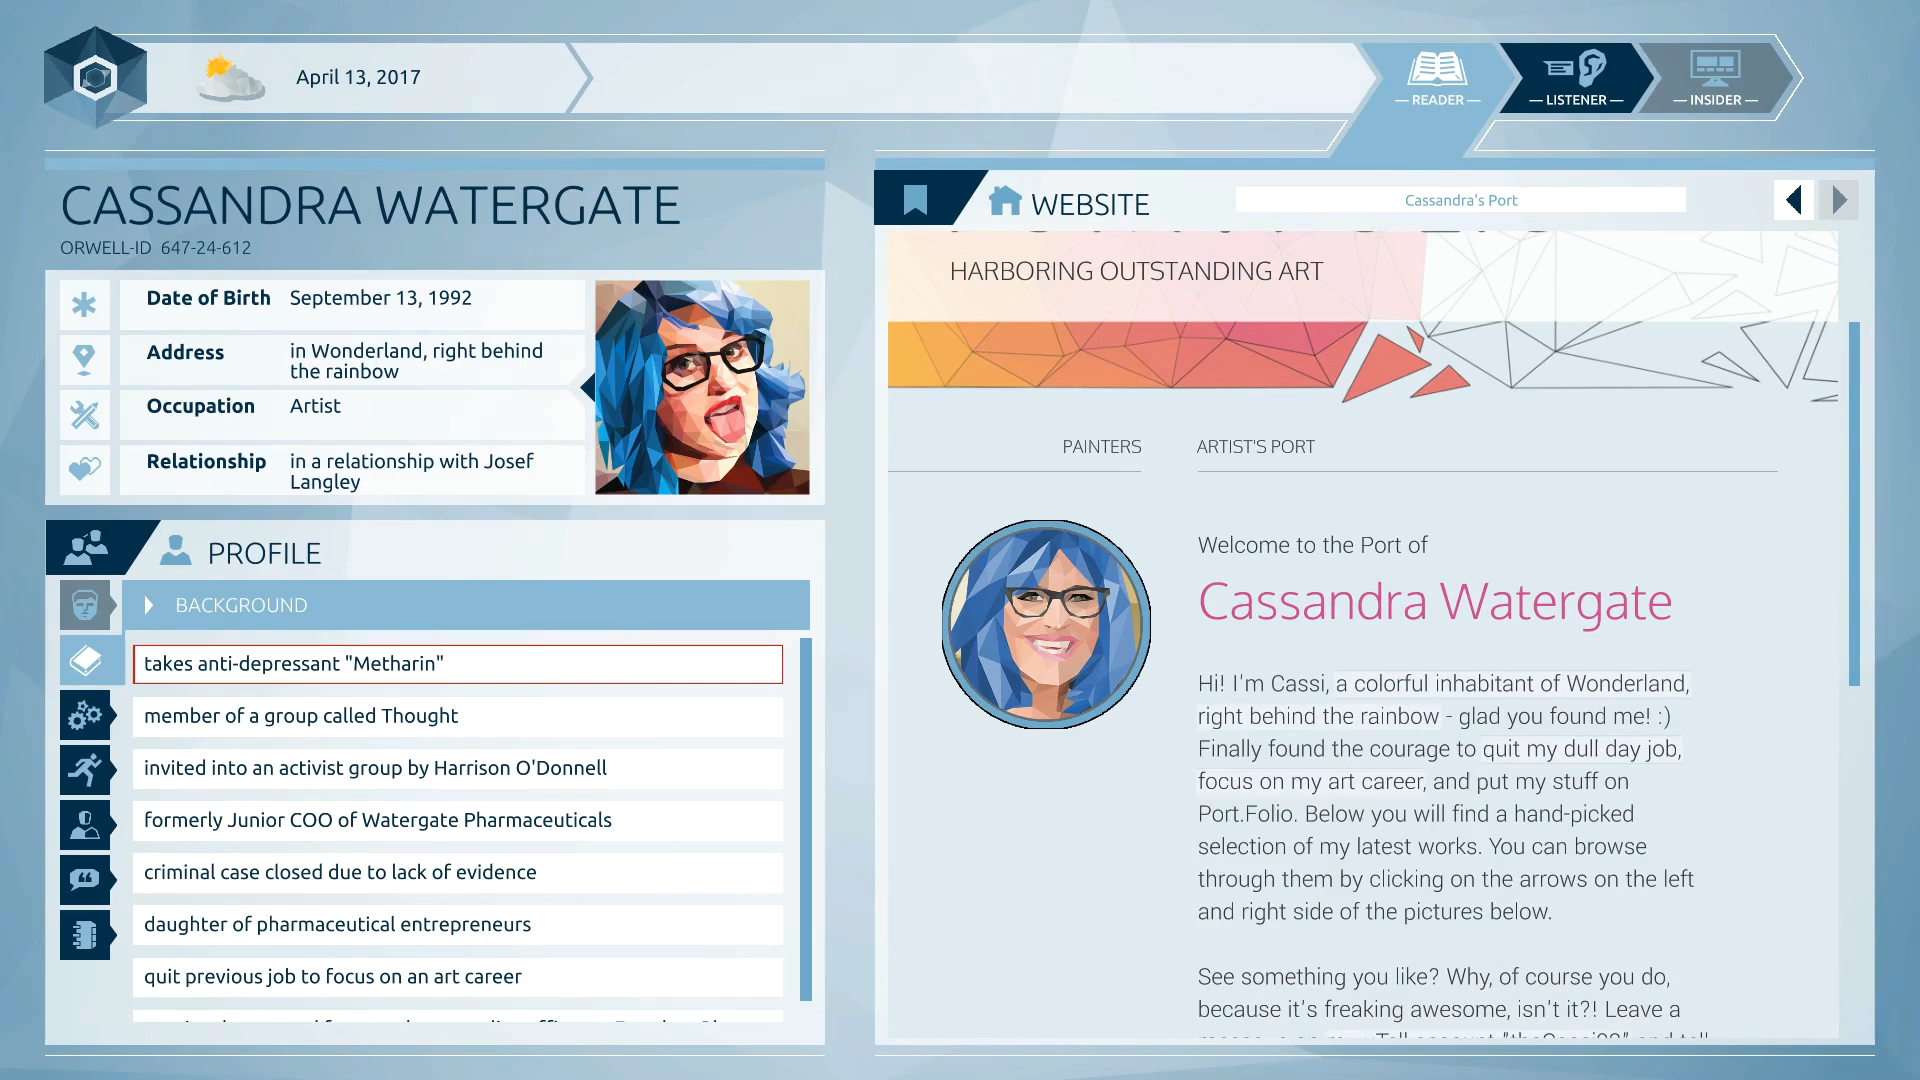 April 13, 2017
— READER —
— LISTENER —
— INSIDER —
CASSANDRA WATERGATE
ORWELL-ID 647-24-612
Date of Birth September 13, 1992
Address in Wonderland, right behind
the rainbow
Occupation Artist
Relationship in a relationship with Josef
Langley
PROFILE
BACKGROUND
takes anti-depressant "Metharin"
member of a group called Thought
invited into an activist group by Harrison O'Donnell
formerly Junior COO of Watergate Pharmaceuticals
criminal case closed due to lack of evidence
daughter of pharmaceutical entrepreneurs
quit previous job to focus on an art career
WEBSITE
Cassandra's Port
HARBORING OUTSTANDING ART
PAINTERS
ARTIST'S PORT
Welcome to the Port of
Cassandra Watergate
Hi! I'm Cassi, a colorful inhabitant of Wonderland,
right behind the rainbow - glad you found me! :)
Finally found the courage to quit my dull day job,
focus on my art career, and put my stuff on
Port.Folio. Below you will find a hand-picked
selection of my latest works. You can browse
through them by clicking on the arrows on the left
and right side of the pictures below.
See something you like? Why, of course you do,
because it's freaking awesome, isn't it?! Leave a